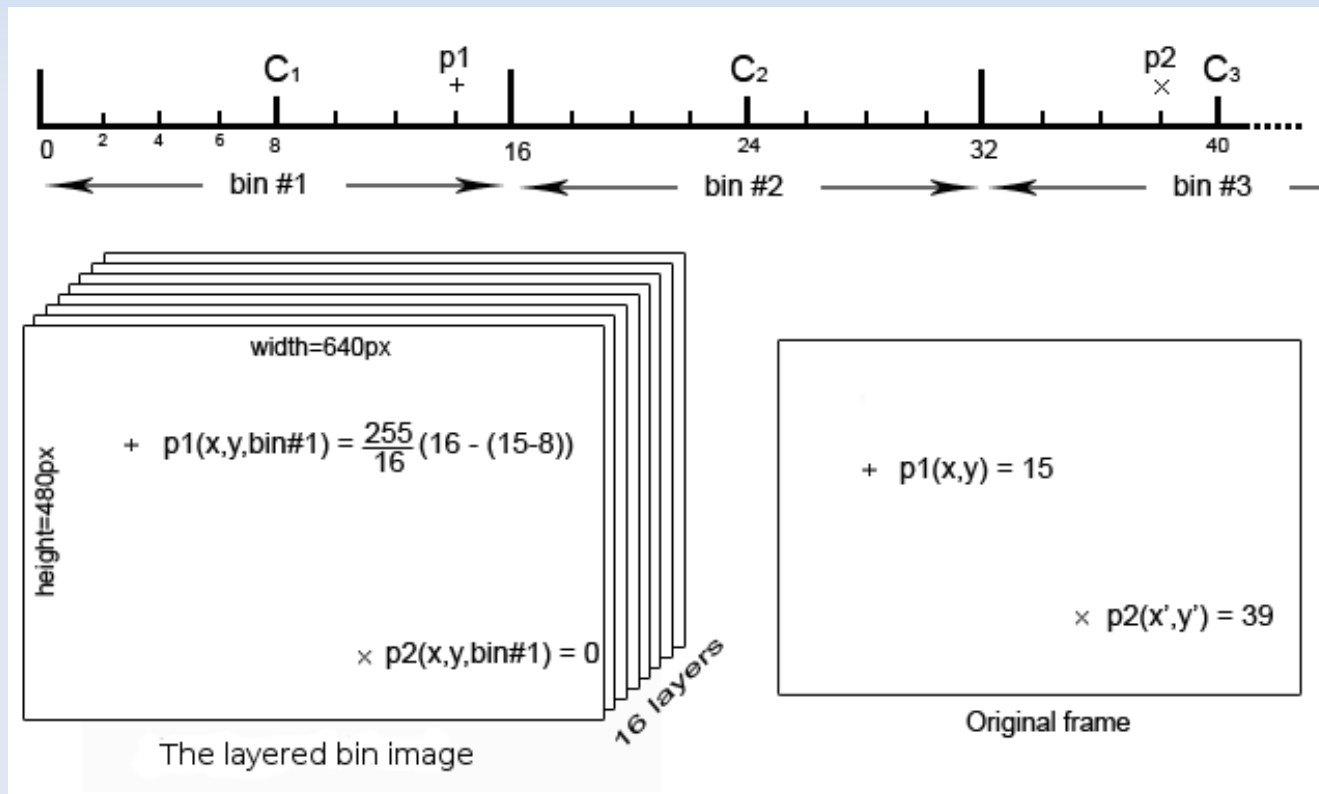 C₁ p1 C₂ p2 C₃
+ ×
0 2 4 6 8 16 24 32 40
bin #1 bin #2 bin #3
width=640px
height=480px
+ p1(x,y,bin#1) = 255/16 (16 - (15-8))
× p2(x,y,bin#1) = 0
16 layers
The layered bin image
+ p1(x,y) = 15
× p2(x’,y’) = 39
Original frame